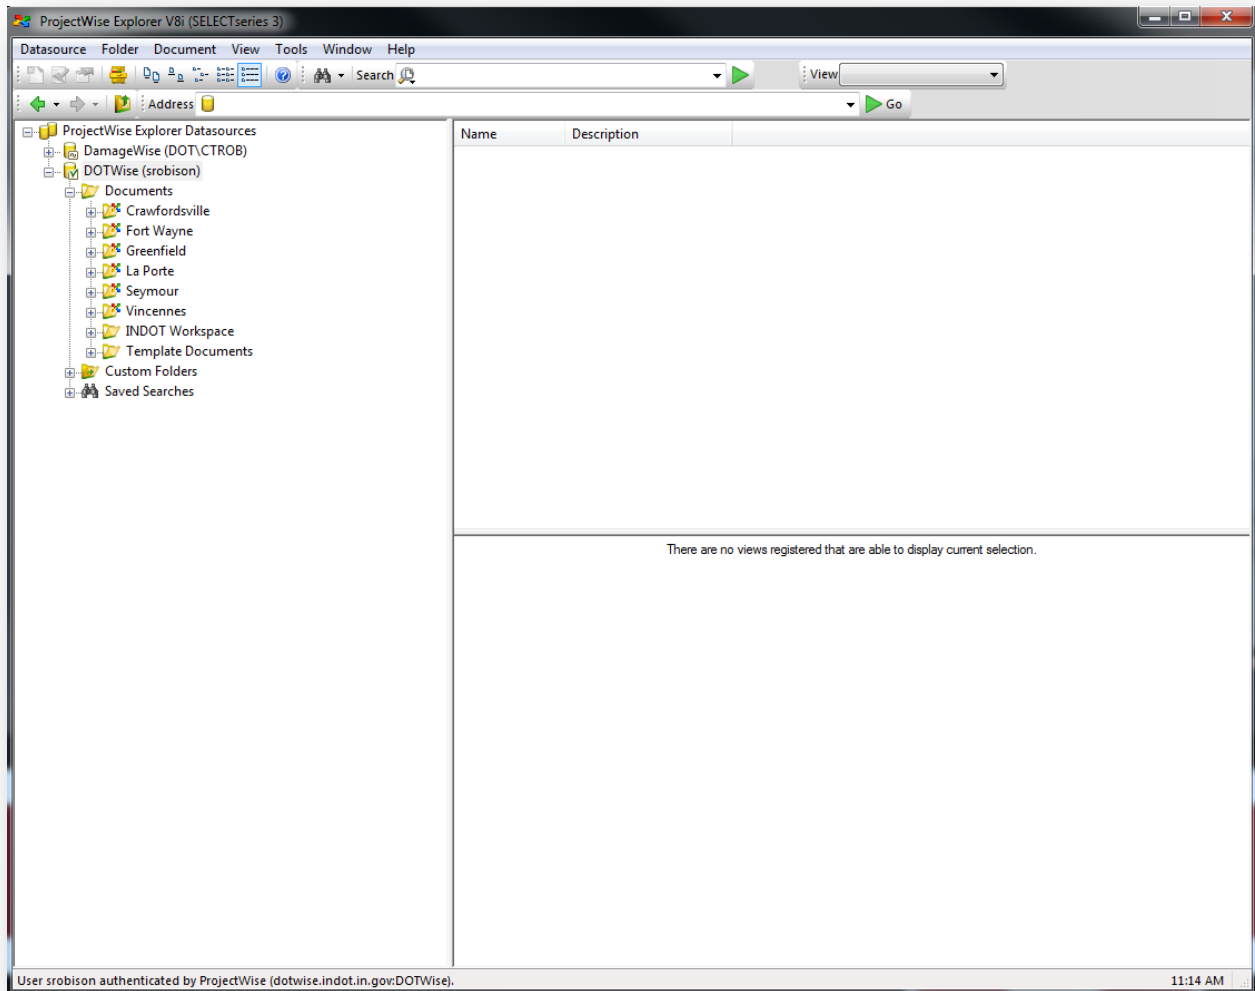 ProjectWise Explorer V8i (SELECTseries 3)
Datasource Folder Document View Tools Window Help
Search View
Address Go
ProjectWise Explorer Datasources
DamageWise (DOT\CTROB)
DOTWise (srobison)
Documents
Crawfordsville
Fort Wayne
Greenfield
La Porte
Seymour
Vincennes
INDOT Workspace
Template Documents
Custom Folders
Saved Searches
Name Description
There are no views registered that are able to display current selection.
User srobison authenticated by ProjectWise (dotwise.indot.in.gov:DOTWise). 11:14 AM